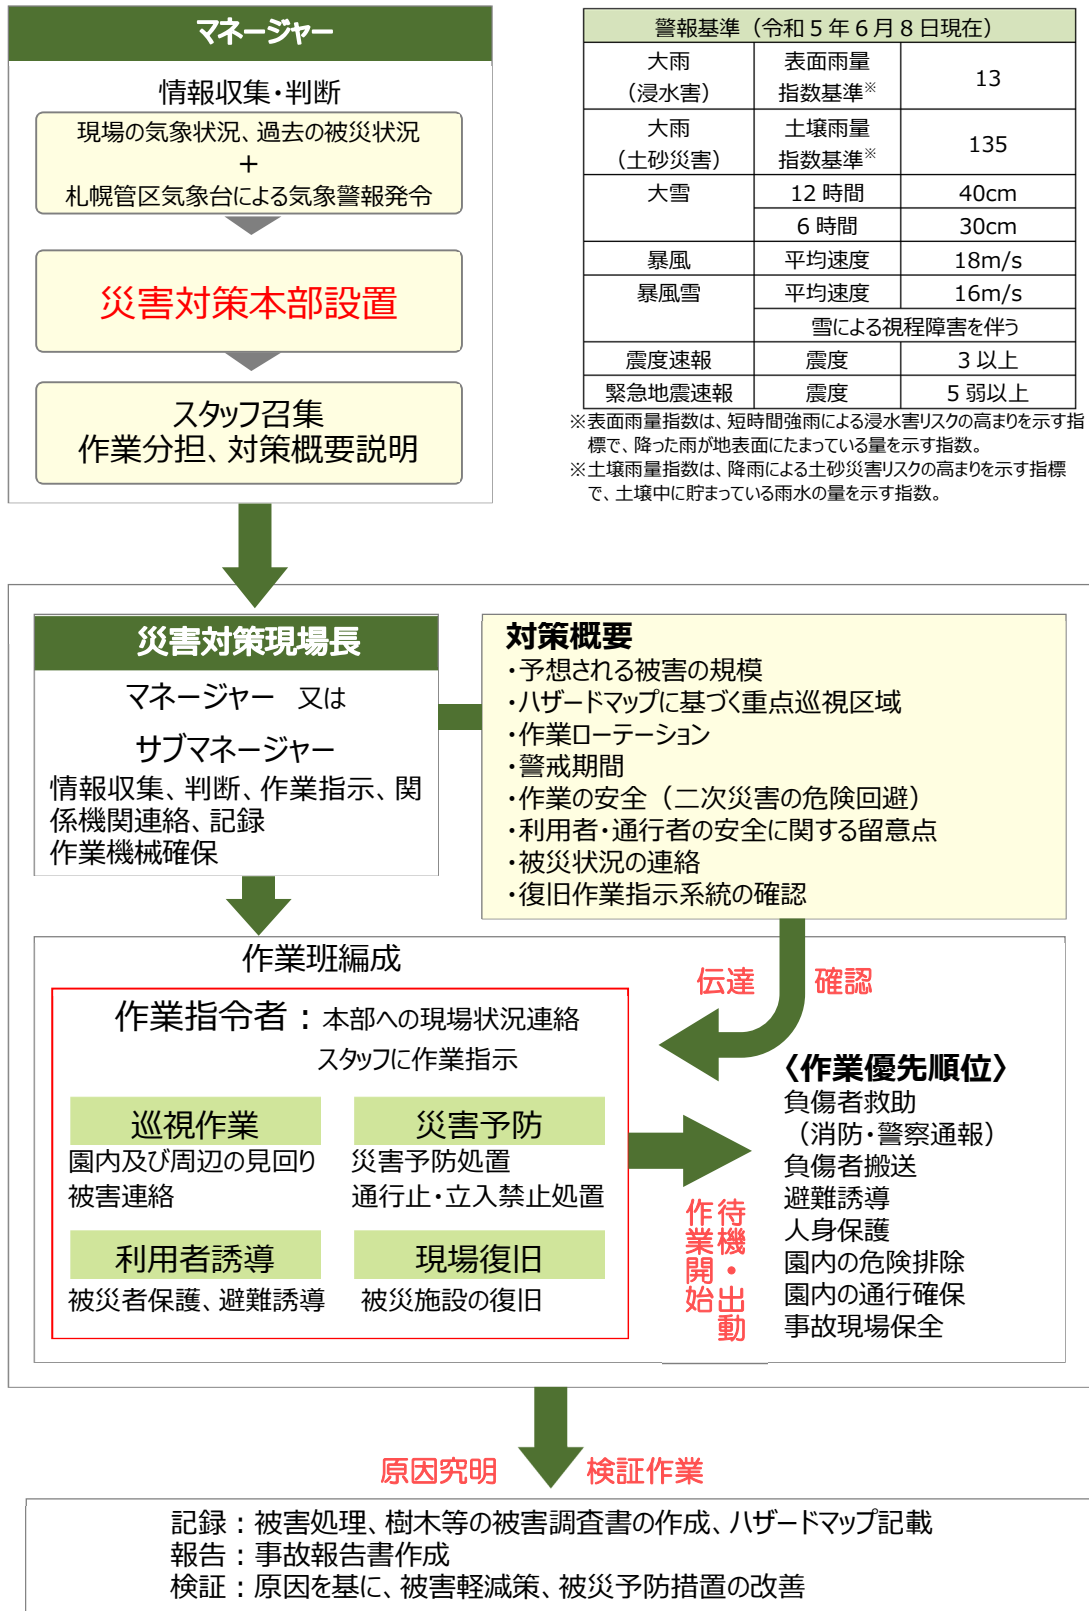 マネージャー
情報収集・判断
現場の気象状況、過去の被災状況
+
札幌管区気象台による気象警報発令
災害対策本部設置
スタッフ召集
作業分担、対策概要説明
警報基準（令和5年6月8日現在）
大雨 表面雨量 13
（浸水害） 指数基準※
大雨 土壌雨量 135
（土砂災害） 指数基準※
大雪 12時間 40cm
6時間 30cm
暴風 平均速度 18m/s
暴風雪 平均速度 16m/s
雪による視程障害を伴う
震度速報 震度 3以上
緊急地震速報 震度 5弱以上
※表面雨量指数は、短時間強雨による浸水害リスクの高まりを示す指
標で、降った雨が地表面にたまっている量を示す指数。
※土壌雨量指数は、降雨による土砂災害リスクの高まりを示す指標
で、土壌中に貯まっている雨水の量を示す指数。
災害対策現場長
マネージャー 又は
サブマネージャー
情報収集、判断、作業指示、関
係機関連絡、記録
作業機械確保
対策概要
・予想される被害の規模
・ハザードマップに基づく重点巡視区域
・作業ローテーション
・警戒期間
・作業の安全（二次災害の危険回避）
・利用者・通行者の安全に関する留意点
・被災状況の連絡
・復旧作業指示系統の確認
伝達 確認
作業班編成
作業指令者：本部への現場状況連絡
スタッフに作業指示
巡視作業
園内及び周辺の見回り
被害連絡
災害予防
災害予防処置
通行止・立入禁止処置
利用者誘導
被災者保護、避難誘導
現場復旧
被災施設の復旧
待機・出動
作業開始
〈作業優先順位〉
負傷者救助
（消防・警察通報）
負傷者搬送
避難誘導
人身保護
園内の危険排除
園内の通行確保
事故現場保全
原因究明 検証作業
記録：被害処理、樹木等の被害調査書の作成、ハザードマップ記載
報告：事故報告書作成
検証：原因を基に、被害軽減策、被災予防措置の改善